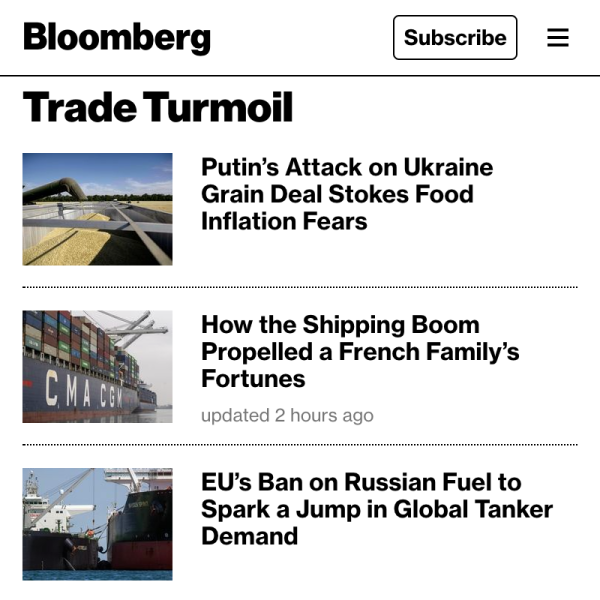 Bloomberg
Subscribe
Trade Turmoil
Putin's Attack on Ukraine
Grain Deal Stokes Food
Inflation Fears
How the Shipping Boom
Propelled a French Family's
Fortunes
updated 2 hours ago
CMA CGM
EU's Ban on Russian Fuel to
Spark a Jump in Global Tanker
Demand